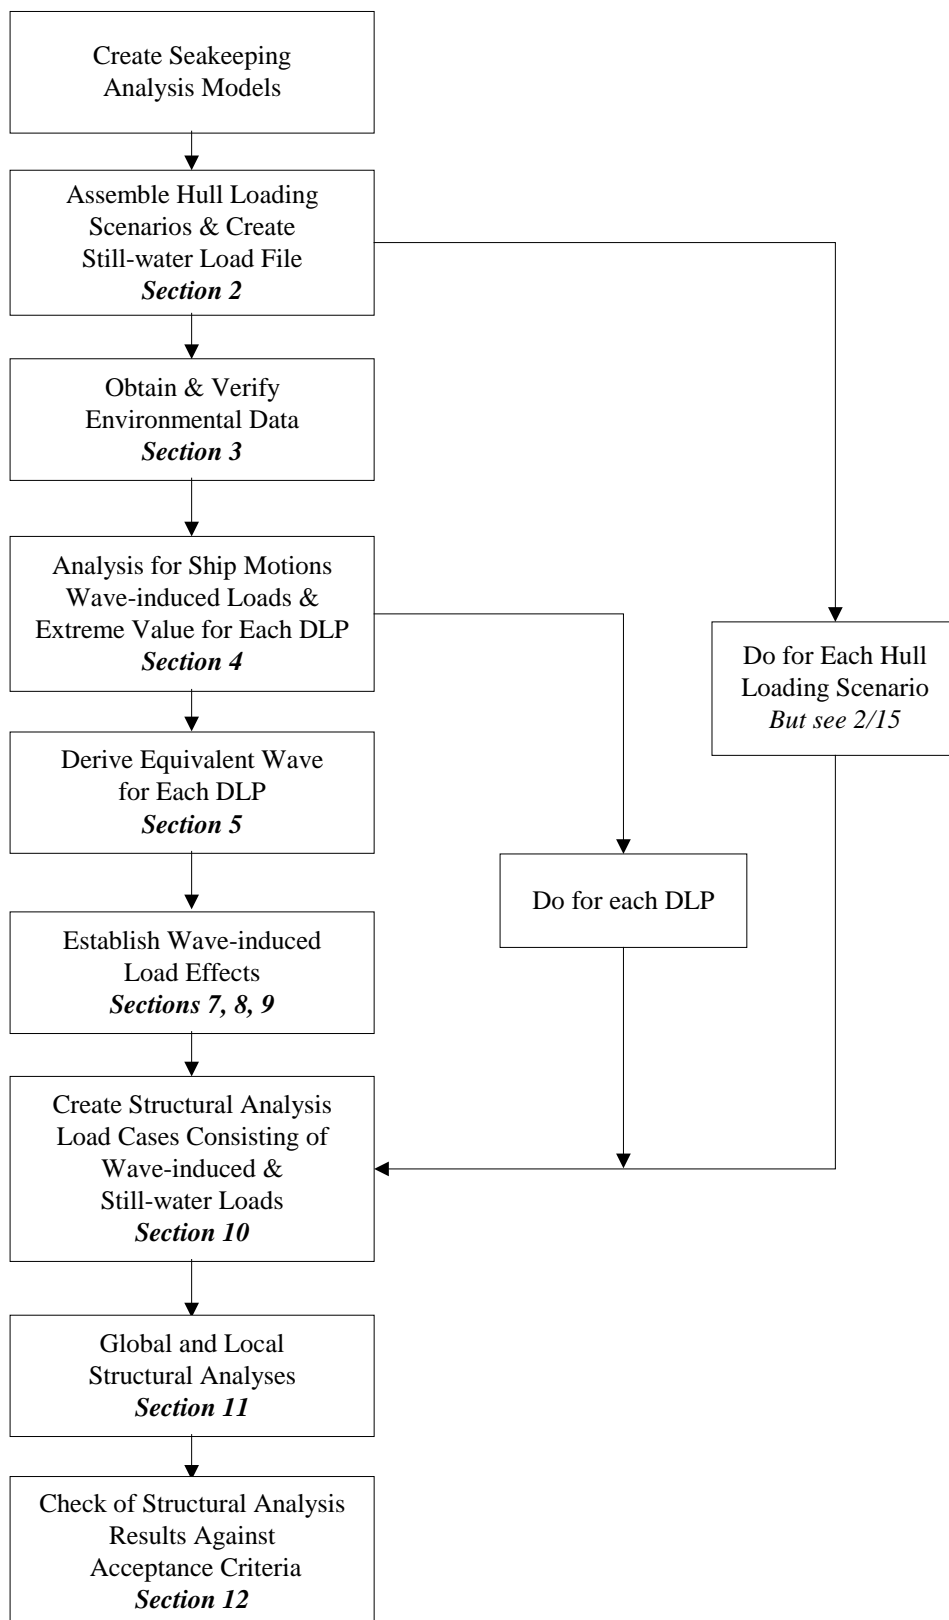 Create Seakeeping
Analysis Models
Assemble Hull Loading
Scenarios & Create
Still-water Load File
Section 2
Obtain & Verify
Environmental Data
Section 3
Analysis for Ship Motions
Wave-induced Loads &
Extreme Value for Each DLP
Section 4
Do for Each Hull
Loading Scenario
But see 2/15
Derive Equivalent Wave
for Each DLP
Section 5
Do for each DLP
Establish Wave-induced
Load Effects
Sections 7, 8, 9
Create Structural Analysis
Load Cases Consisting of
Wave-induced &
Still-water Loads
Section 10
Global and Local
Structural Analyses
Section 11
Check of Structural Analysis
Results Against
Acceptance Criteria
Section 12